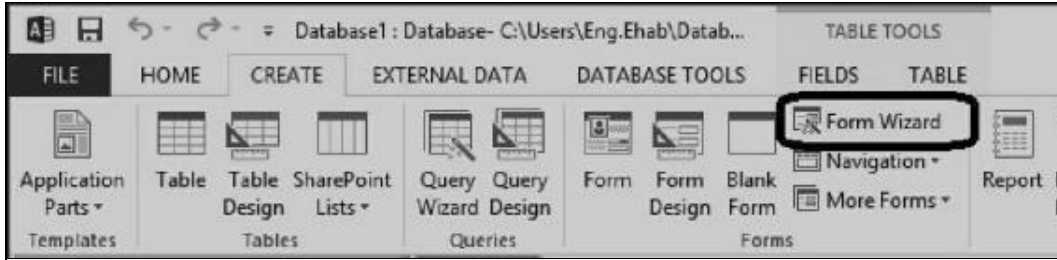 Database1 : Database- C:\Users\Eng.Ehab\Datab...
TABLE TOOLS
FILE HOME CREATE EXTERNAL DATA DATABASE TOOLS FIELDS TABLE
Form Wizard
Navigation
More Forms
Application Parts
Table
Table Design
SharePoint Lists
Query Wizard
Query Design
Form
Form Design
Blank Form
Report
Templates Tables Queries Forms